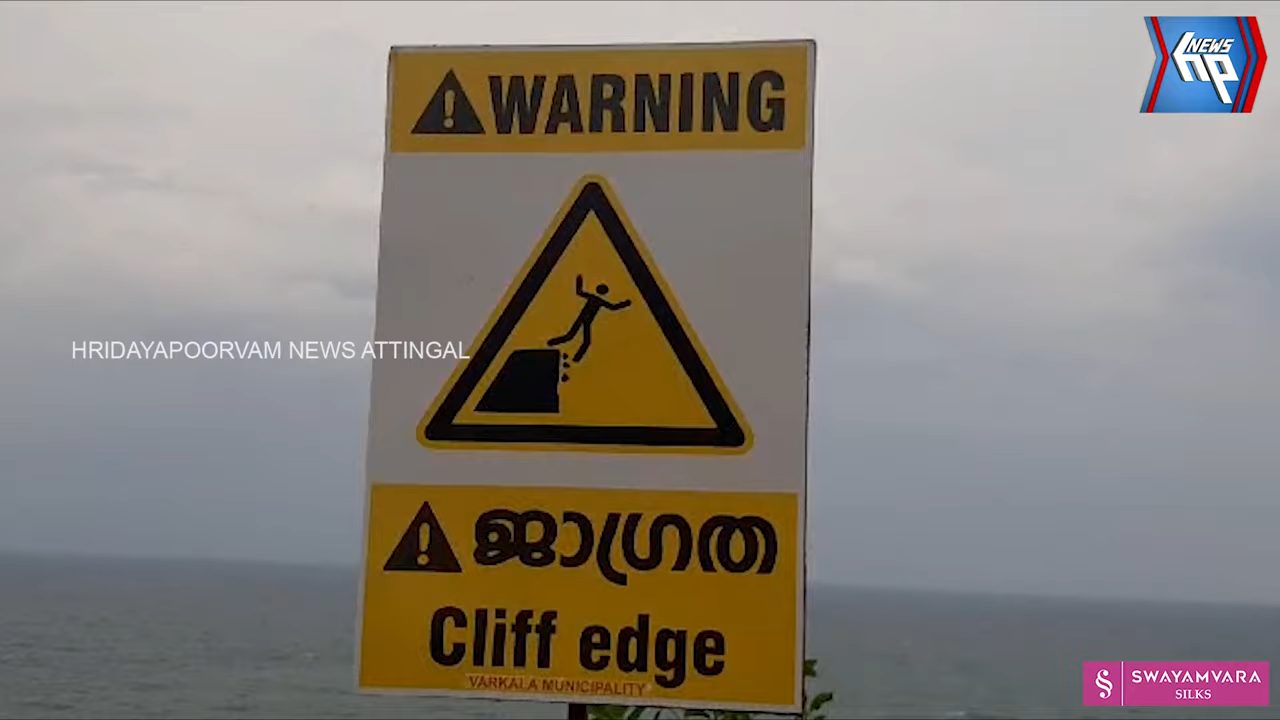 NEWS
hp
WARNING
HRIDAYAPOORVAM NEWS ATTINGAL
ജാഗ്രത
Cliff edge
VARKALA MUNICIPALITY
SWAYAMVARA
SILKS